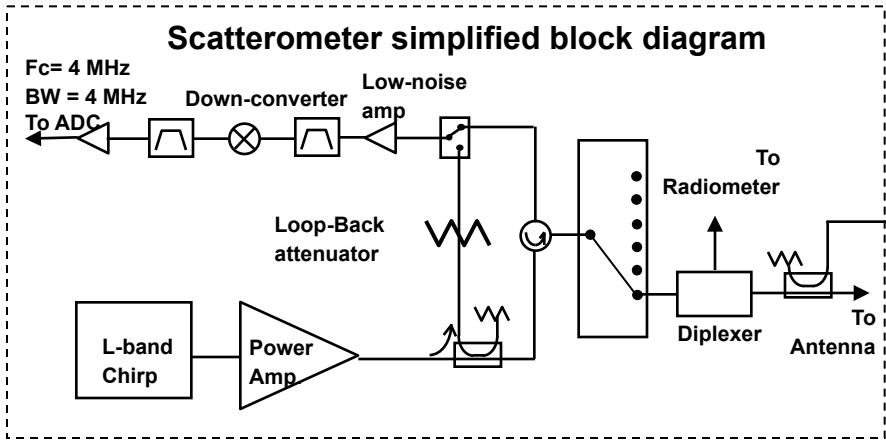 Scatterometer simplified block diagram
Fc= 4 MHz
BW = 4 MHz
To ADC
Down-converter
Low-noise
amp
To
Radiometer
Loop-Back
attenuator
L-band
Chirp
Power
Amp.
Diplexer
To
Antenna